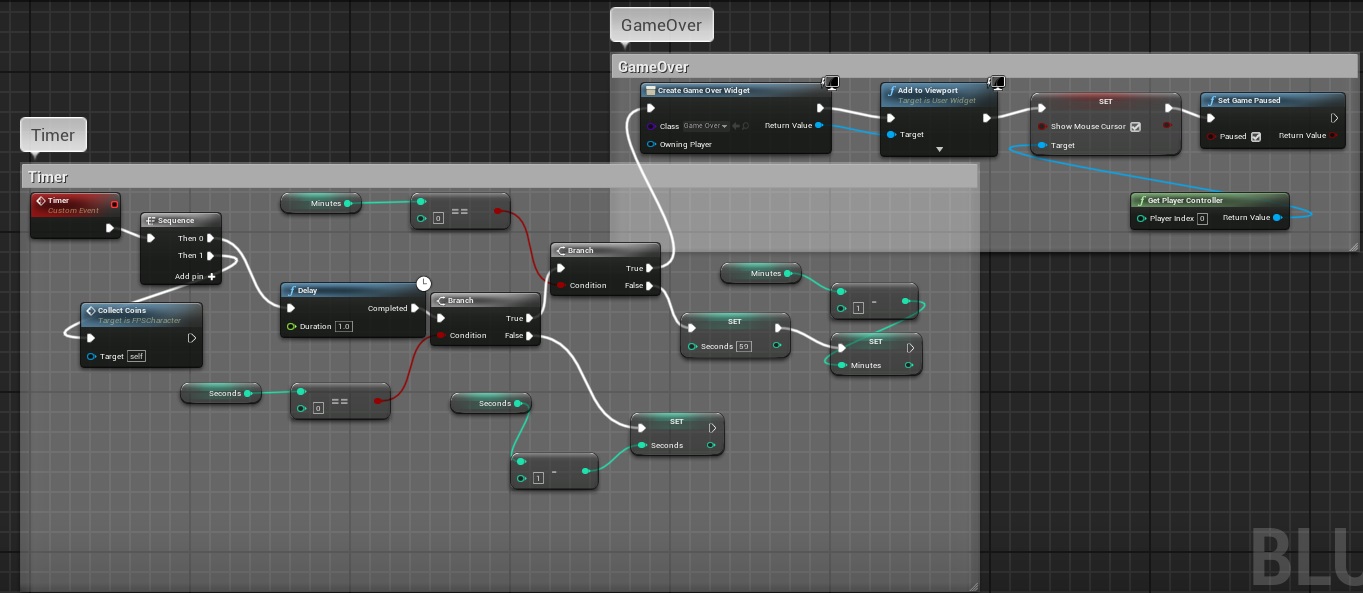 GameOver
GameOver
Create Game Over Widget
Class Game Over
Return Value
Owning Player
Add to Viewport
Target is User Widget
Target
SET
Show Mouse Cursor
Target
Set Game Paused
Paused
Return Value
Get Player Controller
Player Index 0
Return Value
Timer
Timer
Timer
Custom Event
Sequence
Then 0
Then 1
Add pin +
Collect Coins
Target is FPSCharacter
Target self
Minutes
0 ==
Delay
Completed
Duration 1.0
Branch
True
Condition
False
Branch
True
Condition
False
Seconds
0 ==
Seconds
1 -
SET
Seconds
Minutes
1 -
SET
Seconds 59
SET
Minutes
BLU